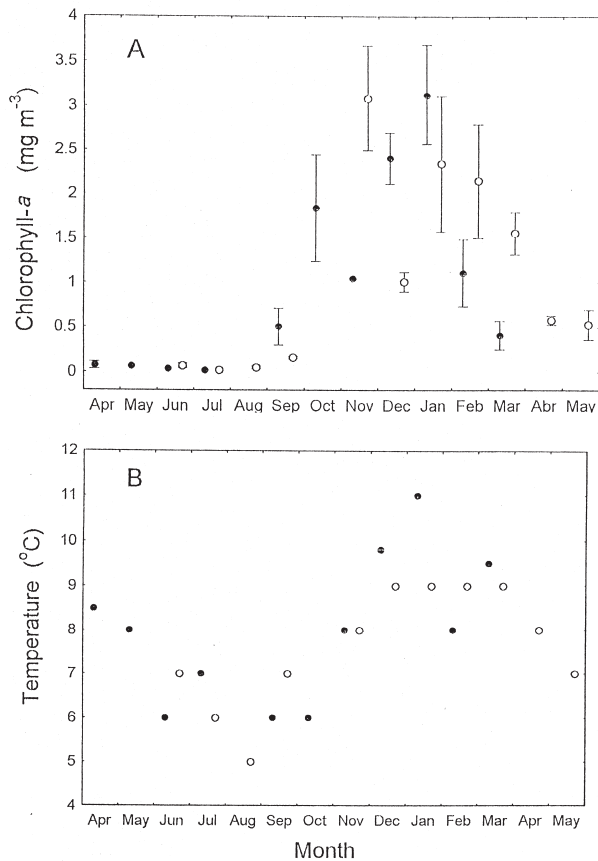 4
A
3.5
3
2.5
2
1.5
1
0.5
0
Chlorophyll-a (mg m-3)
Apr May Jun Jul Aug Sep Oct Nov Dec Jan Feb Mar Abr May
12
B
11
10
9
8
7
6
5
4
Temperature (°C)
Apr May Jun Jul Aug Sep Oct Nov Dec Jan Feb Mar Apr May
Month